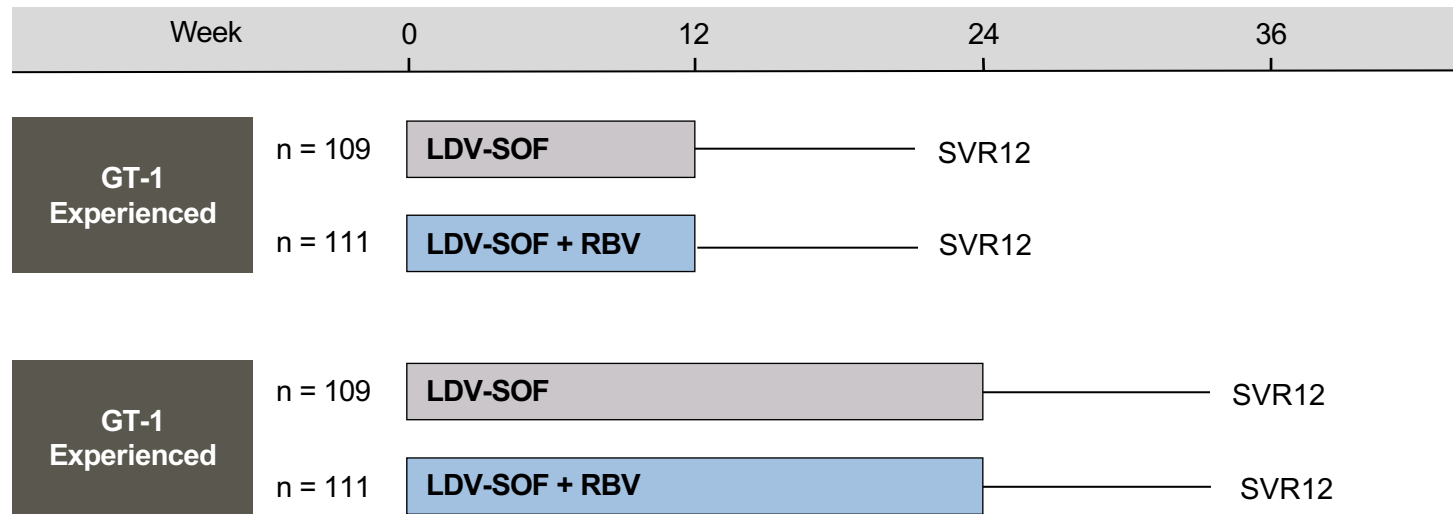 Week 0 12 24 36
GT-1
Experienced
n = 109 LDV-SOF SVR12
n = 111 LDV-SOF + RBV SVR12
GT-1
Experienced
n = 109 LDV-SOF SVR12
n = 111 LDV-SOF + RBV SVR12